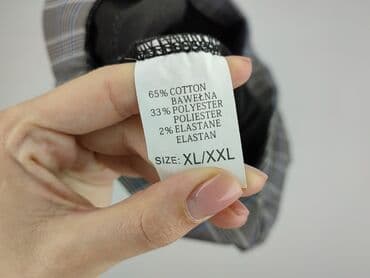 65% COTTON
BAWEŁNA
33% POLYESTER
POLIESTER
2% ELASTANE
ELASTAN
SIZE: XL/XXL